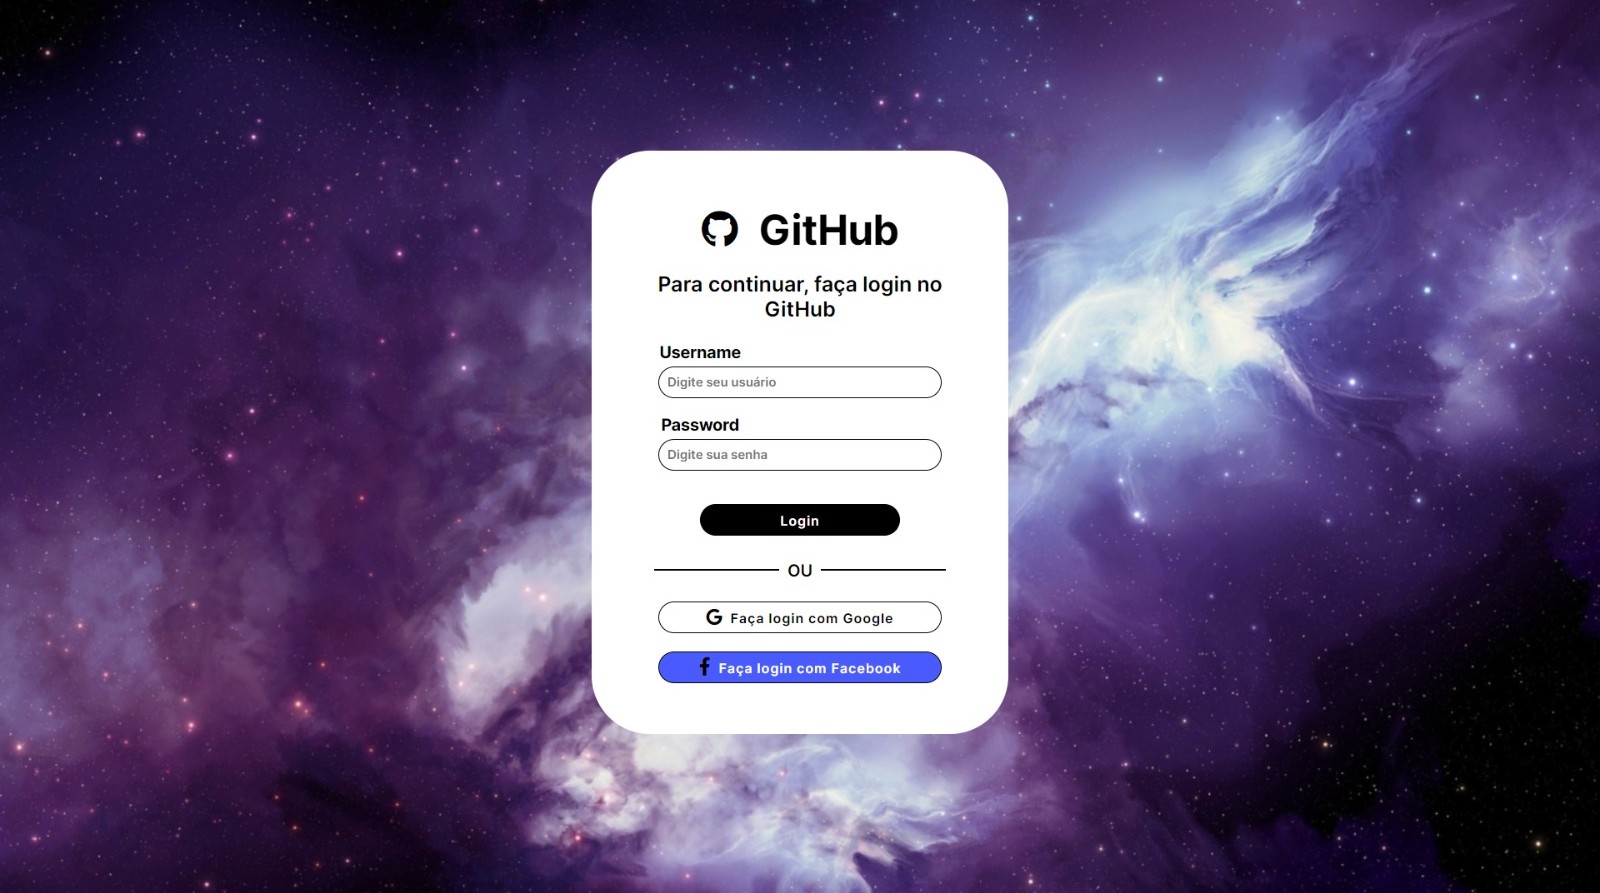 GitHub
Para continuar, faça login no
GitHub
Username
Digite seu usuário
Password
Digite sua senha
Login
OU
Faça login com Google
Faça login com Facebook